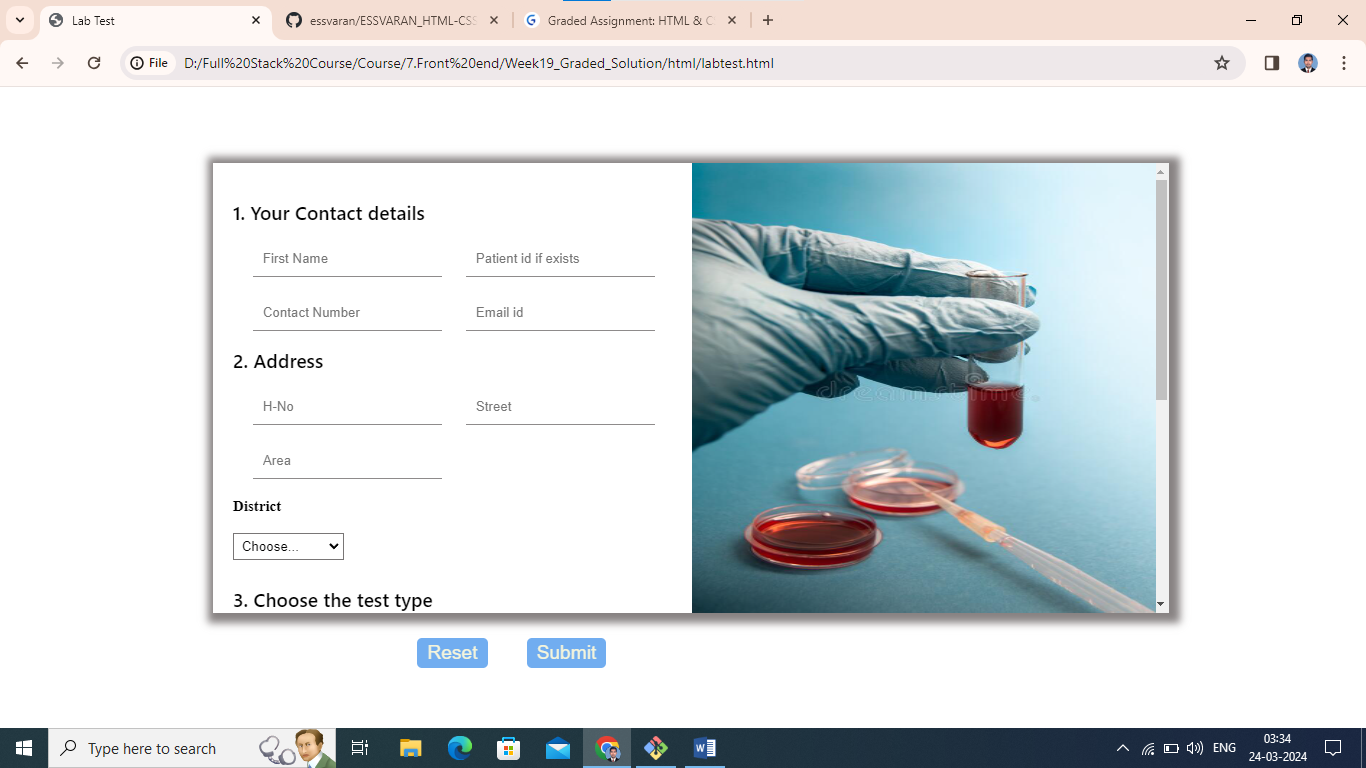 Lab Test
essvaran/ESSVARAN_HTML-CSS
Graded Assignment: HTML & C
File
D:/Full%20Stack%20Course/Course/7.Front%20end/Week19_Graded_Solution/html/labtest.html
1. Your Contact details
First Name Patient id if exists
Contact Number Email id
2. Address
H-No Street
Area
District
Choose...
3. Choose the test type
dreamstime.
Reset Submit
Type here to search
ENG
03:34
24-03-2024